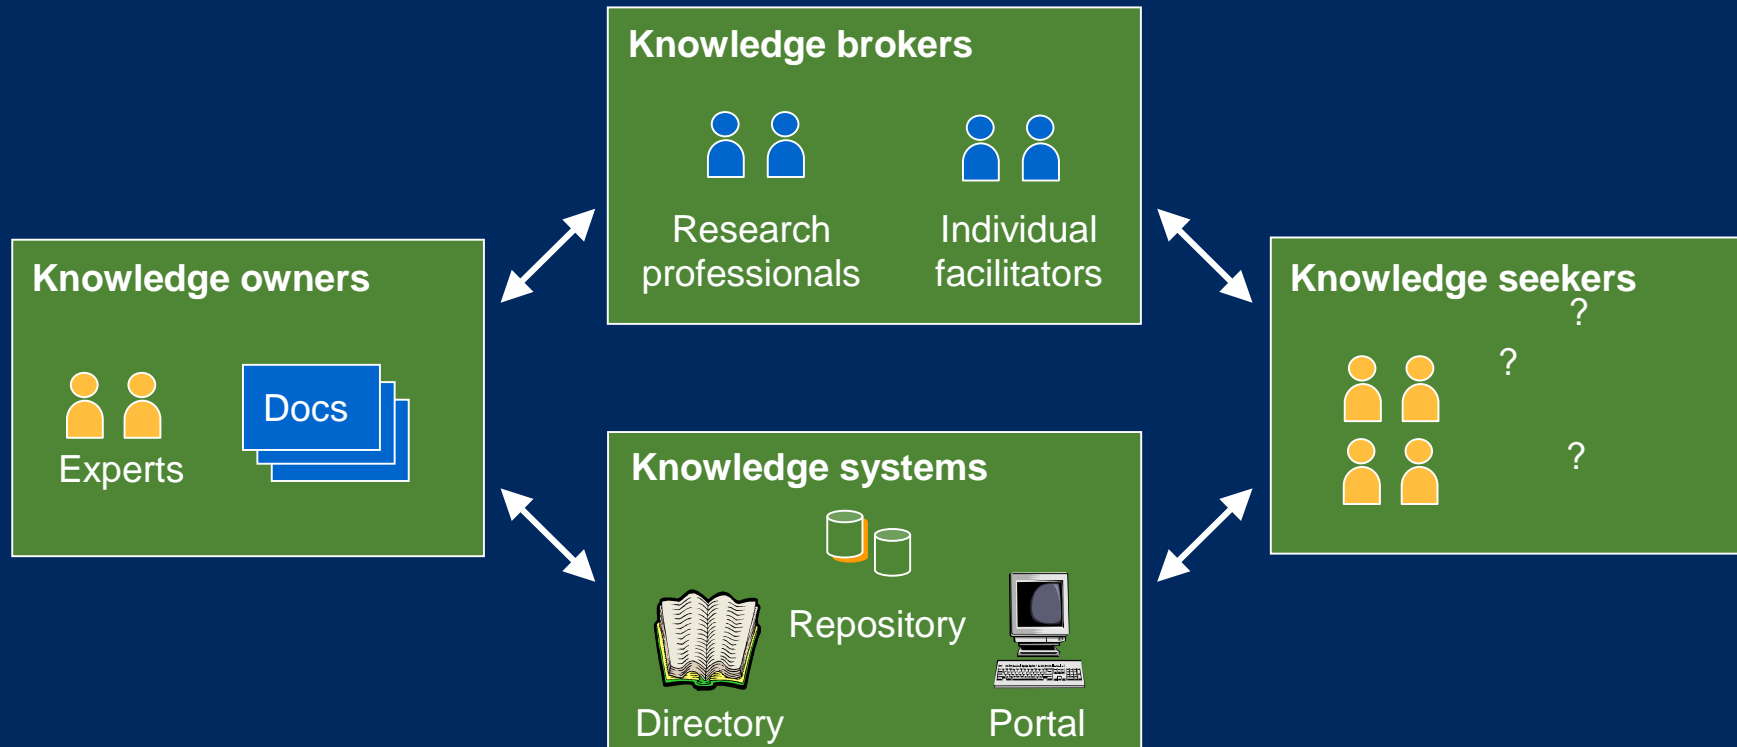 Knowledge brokers
Research
professionals
Individual
facilitators
Knowledge owners
Docs
Experts
Knowledge seekers
?
?
?
Knowledge systems
Repository
Directory
Portal